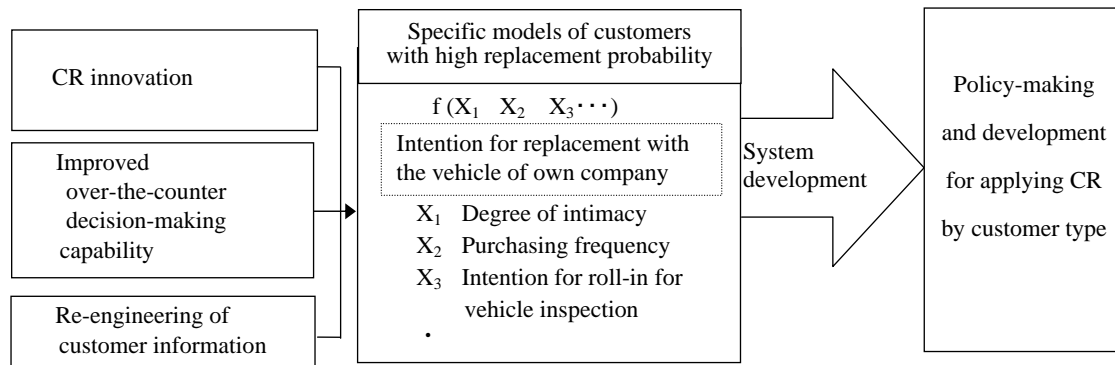 CR innovation
Improved
over-the-counter
decision-making
capability
Re-engineering of
customer information
Specific models of customers
with high replacement probability
f (X₁ X₂ X₃・・・)
Intention for replacement with
the vehicle of own company
X₁ Degree of intimacy
X₂ Purchasing frequency
X₃ Intention for roll-in for
vehicle inspection
・
System
development
Policy-making
and development
for applying CR
by customer type